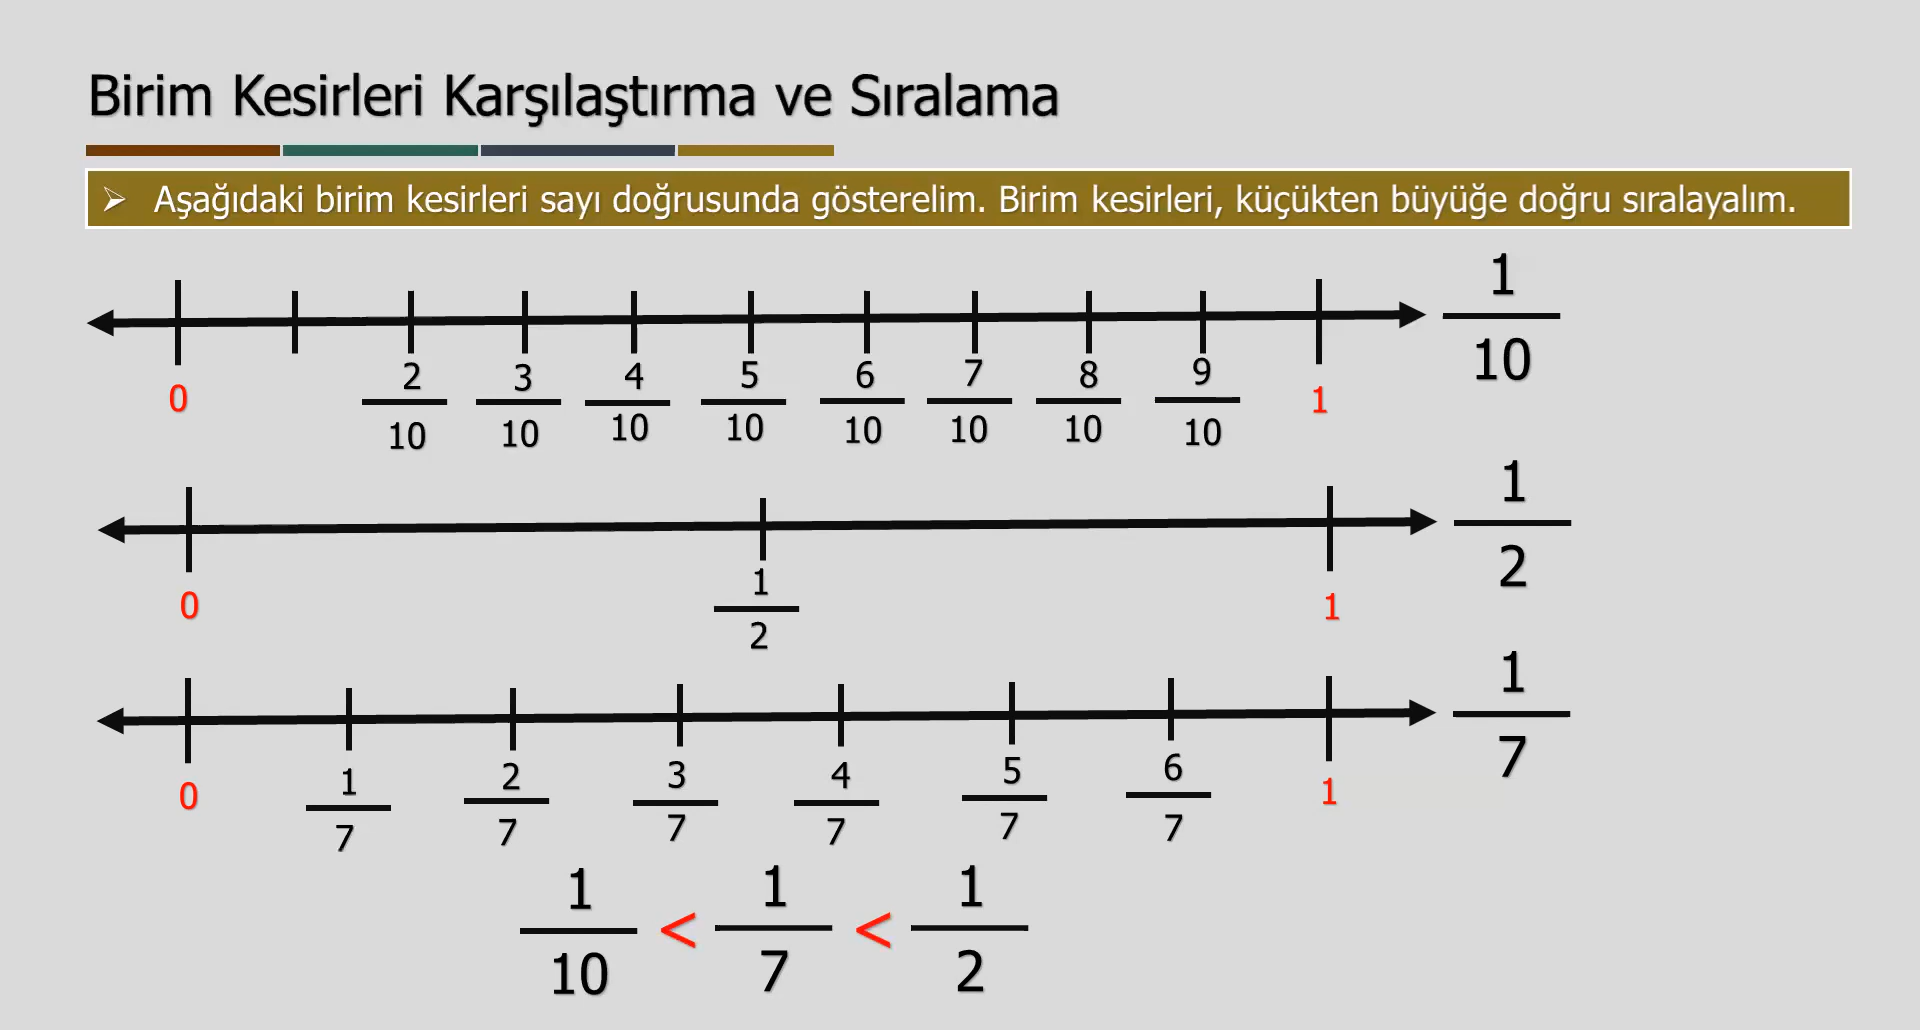 Birim Kesirleri Karşılaştırma ve Sıralama
Aşağıdaki birim kesirleri sayı doğrusunda gösterelim. Birim kesirleri, küçükten büyüğe doğru sıralayalım.
0 2/10 3/10 4/10 5/10 6/10 7/10 8/10 9/10 1 1/10
0 1/2 1 1/2
0 1/7 2/7 3/7 4/7 5/7 6/7 1 1/7
1/10 < 1/7 < 1/2